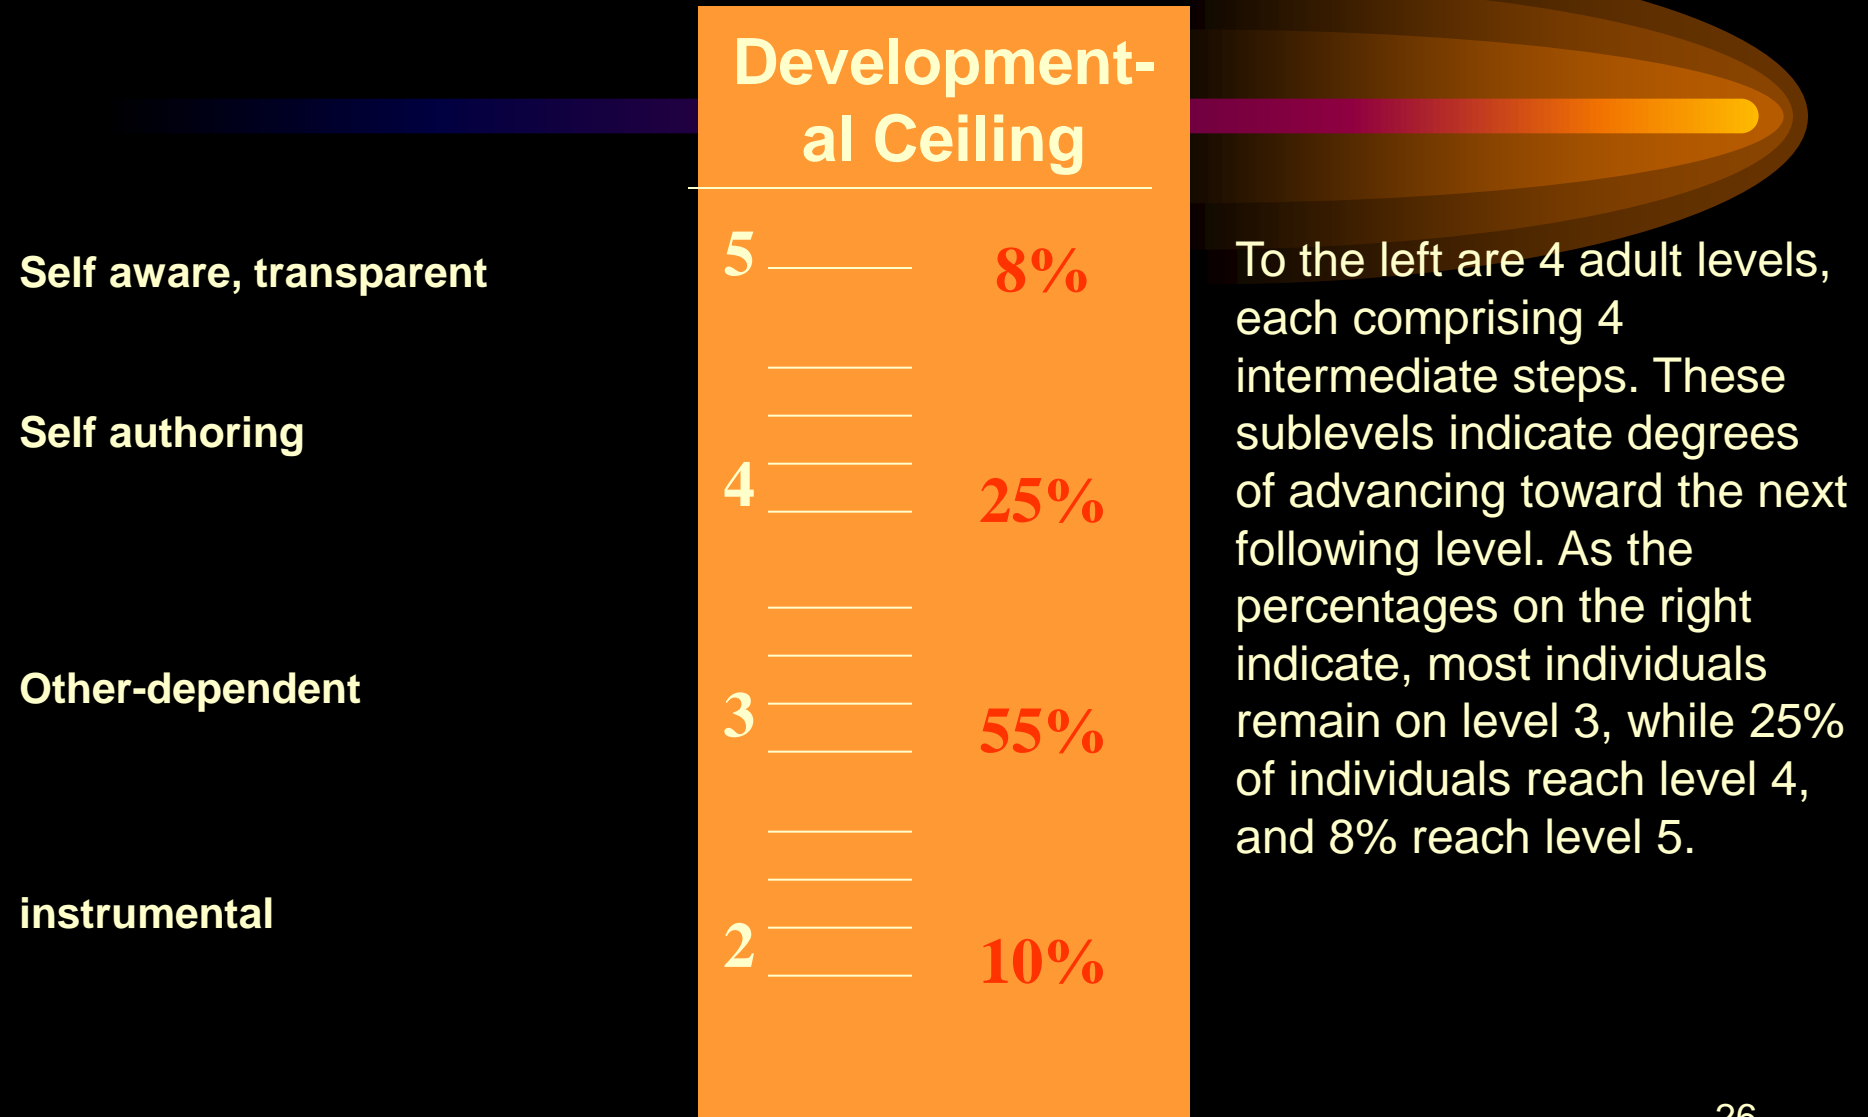 Development-
al Ceiling
Self aware, transparent
5
8%
Self authoring
4
25%
Other-dependent
3
55%
instrumental
2
10%
To the left are 4 adult levels,
each comprising 4
intermediate steps. These
sublevels indicate degrees
of advancing toward the next
following level. As the
percentages on the right
indicate, most individuals
remain on level 3, while 25%
of individuals reach level 4,
and 8% reach level 5.
26